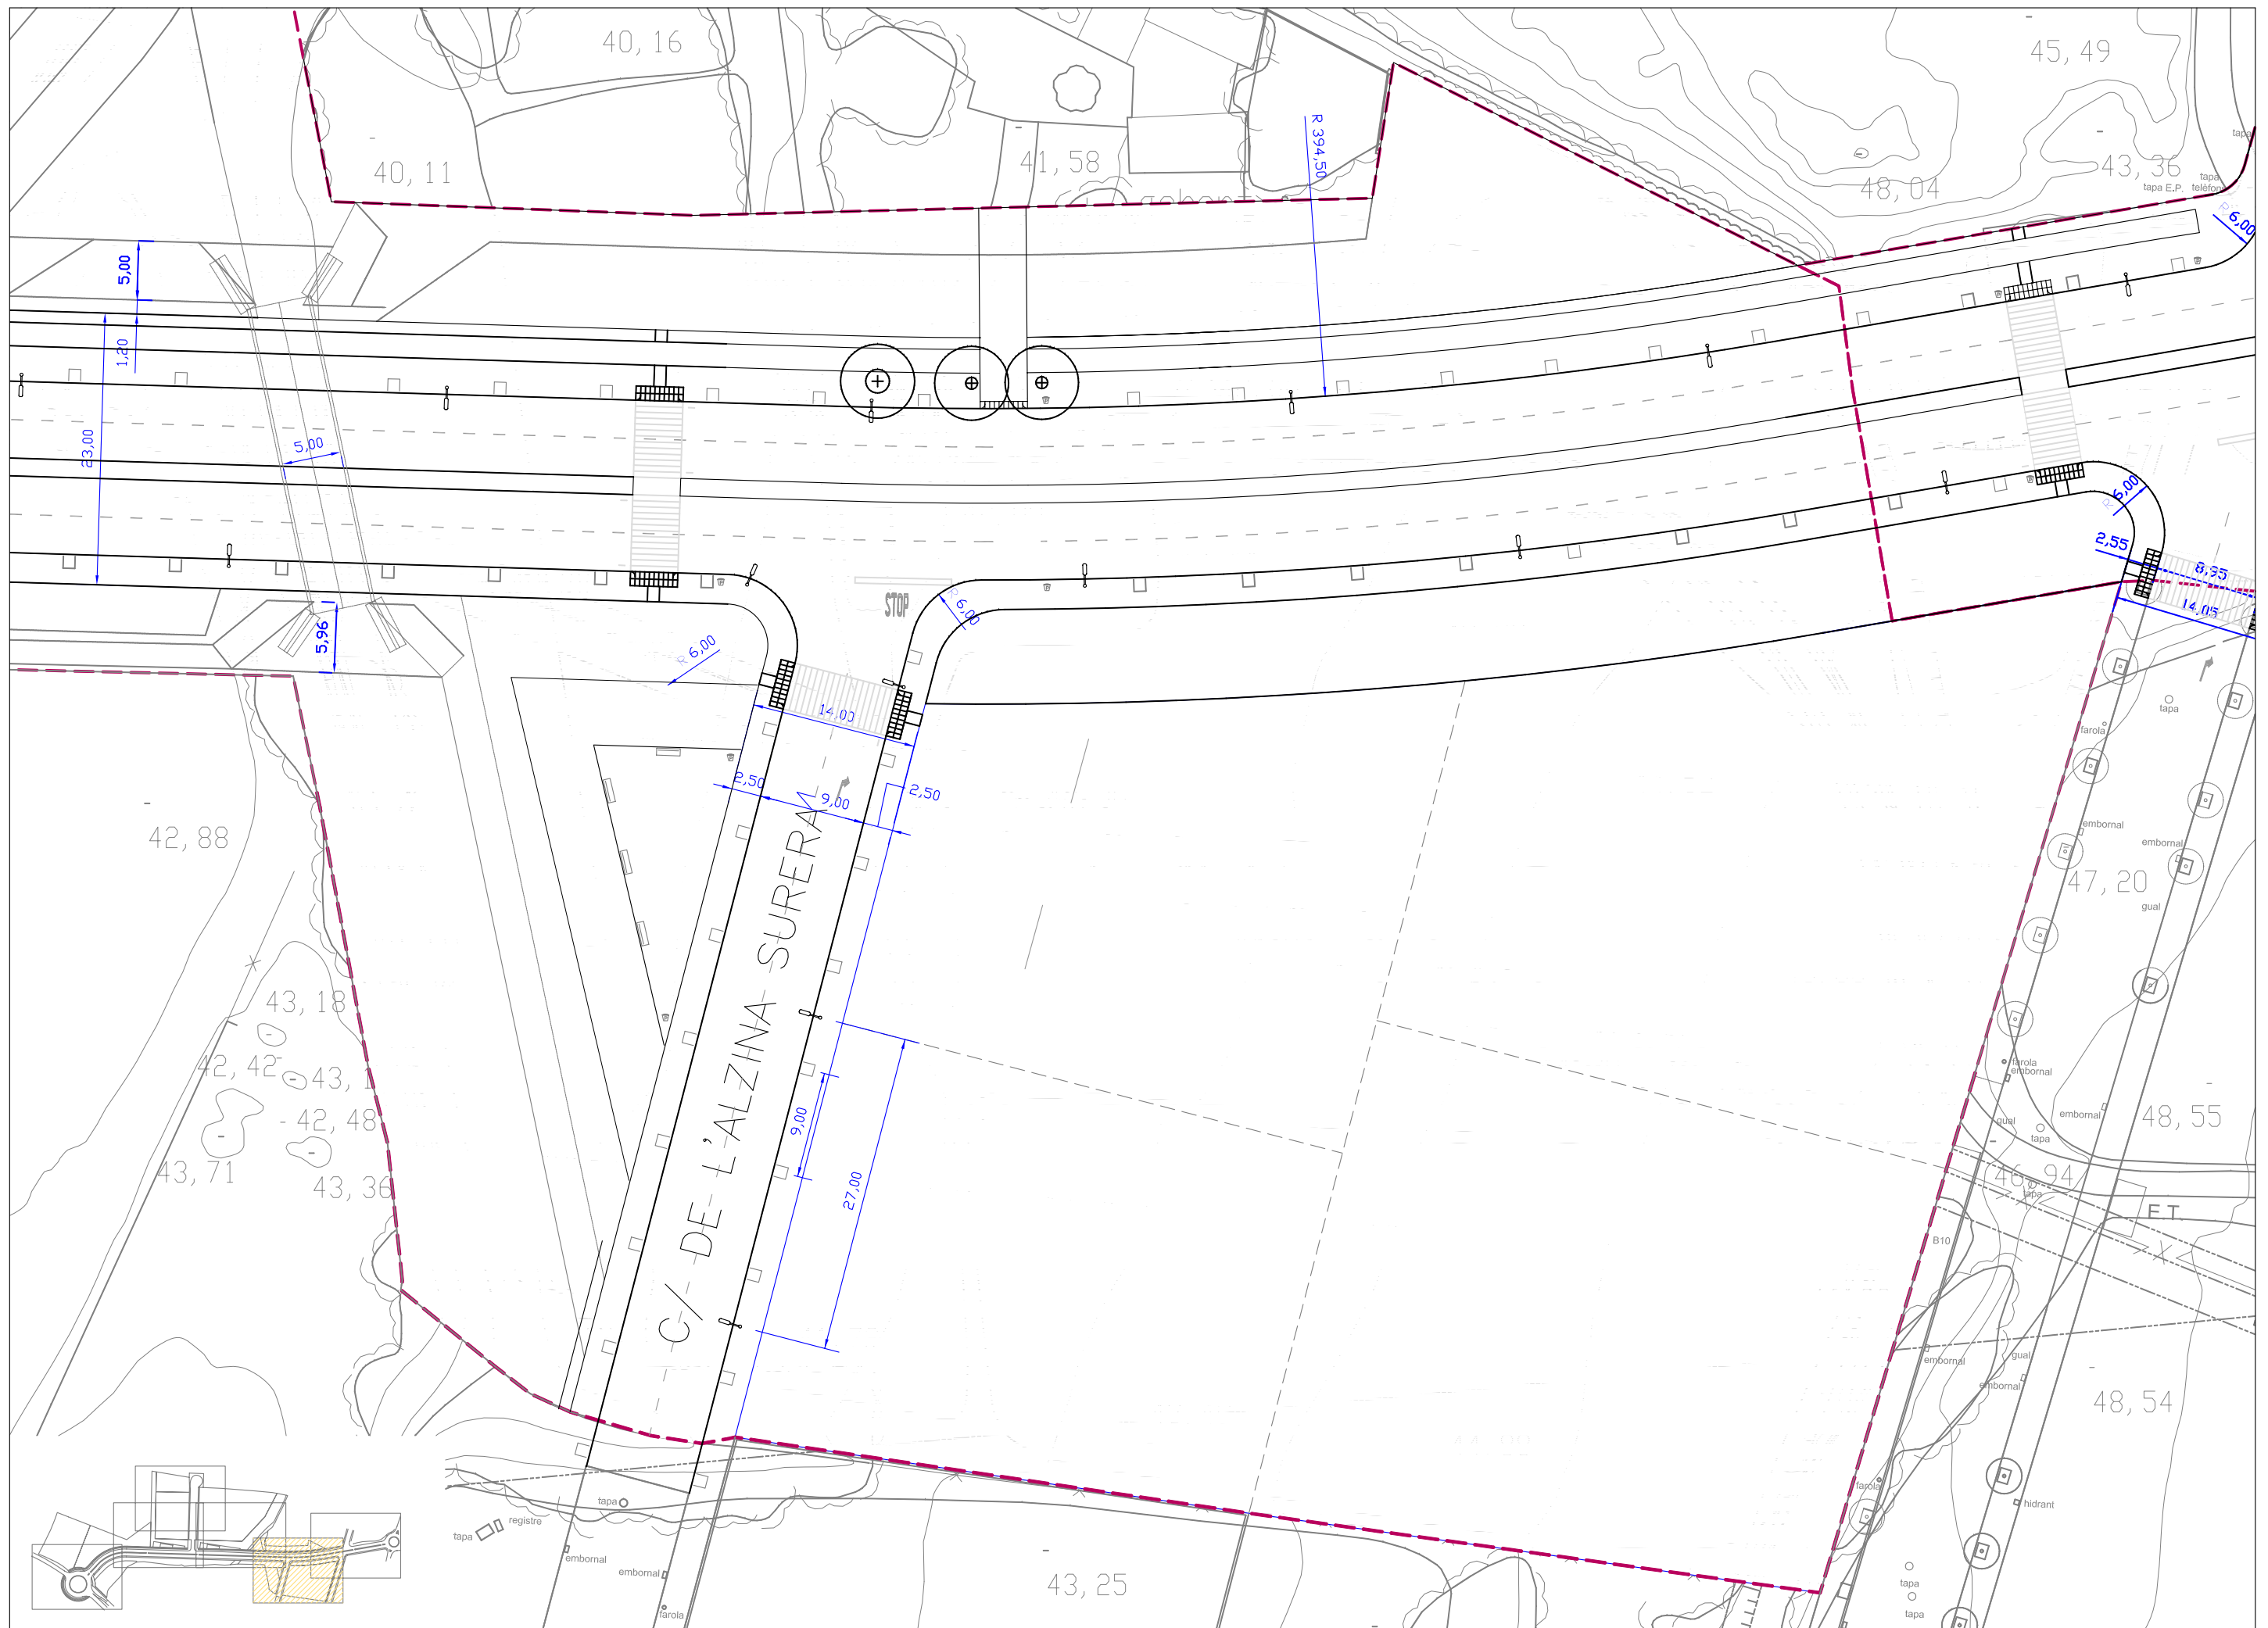 40,16
45,49
40,11
41,58
R 394,50
48,04
43,36
tapa
tapa
tapa E.P.
telèfon
R 6,00
5,00
1,20
23,00
5,00
5,96
STOP
R 6,00
R 6,00
R 6,00
2,55
8,95
14,05
14,00
2,50
9,00
2,50
tapa
farola
42,88
embornal
embornal
47,20
gual
C/ DE L'ALZINA SURERA
43,18
42,42
43,1
42,48
43,71
43,36
9,00
27,00
farola
embornal
embornal
gual
tapa
48,55
46,94
tapa
E.T.
B10
embornal
gual
embornal
48,54
farola
hidrant
tapa
registre
tapa
embornal
embornal
farola
43,25
tapa
tapa